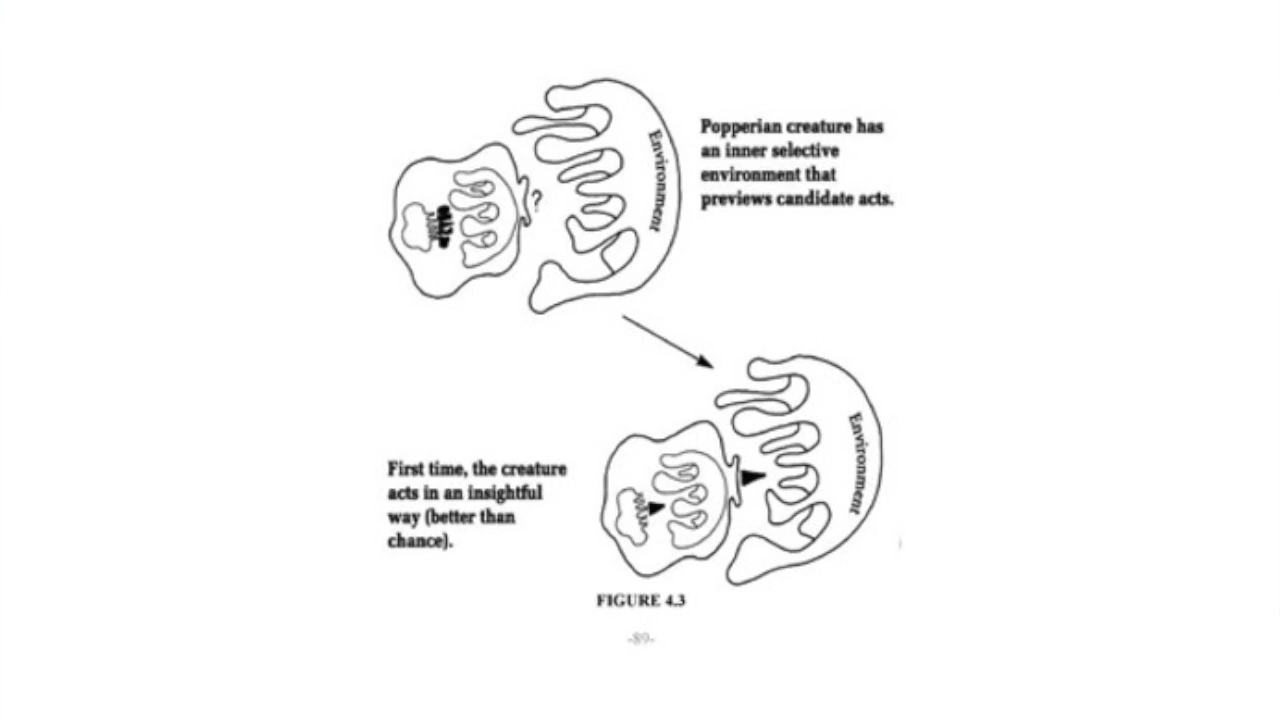 Popperian creature has
an inner selective
environment that
previews candidate acts.
Environment
?
Environment
First time, the creature
acts in an insightful
way (better than
chance).
FIGURE 4.3
-89-